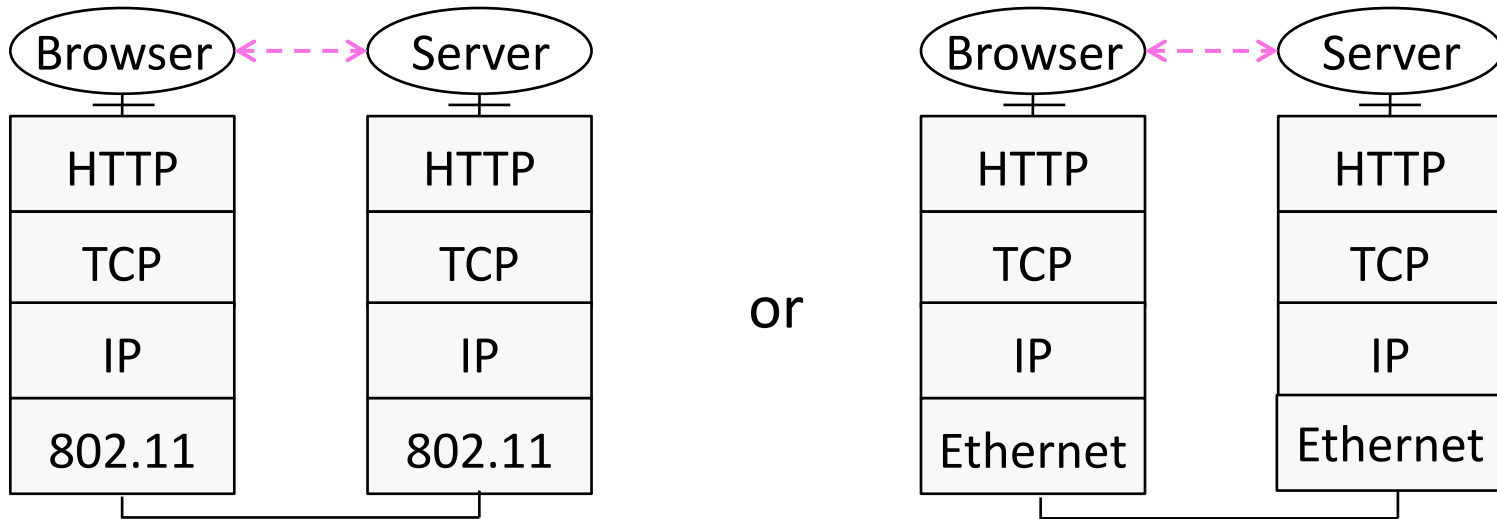 Browser Server Browser Server
HTTP HTTP HTTP HTTP
TCP TCP TCP TCP
or
IP IP IP IP
802.11 802.11 Ethernet Ethernet